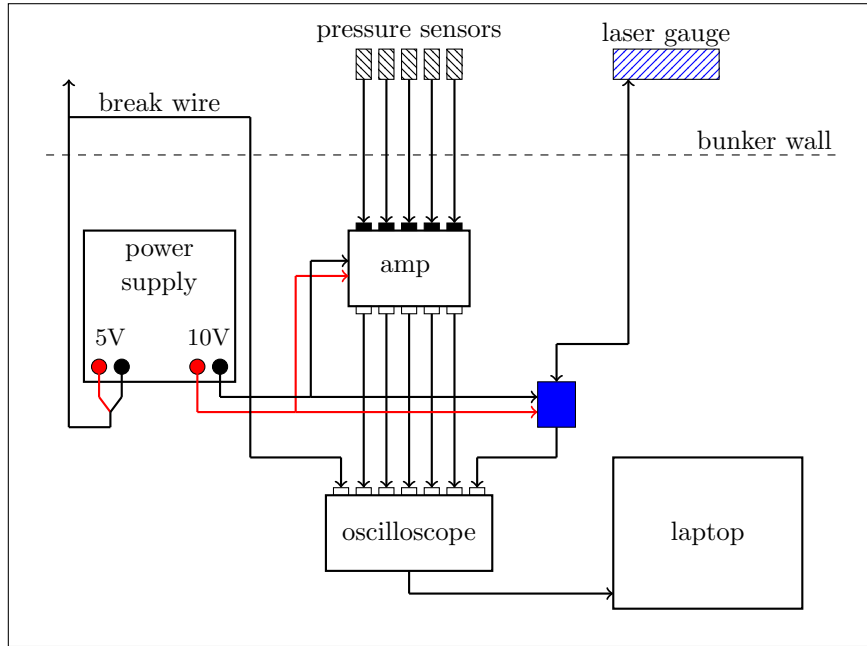 pressure sensors
laser gauge
break wire
bunker wall
power
supply
amp
5V
10V
oscilloscope
laptop